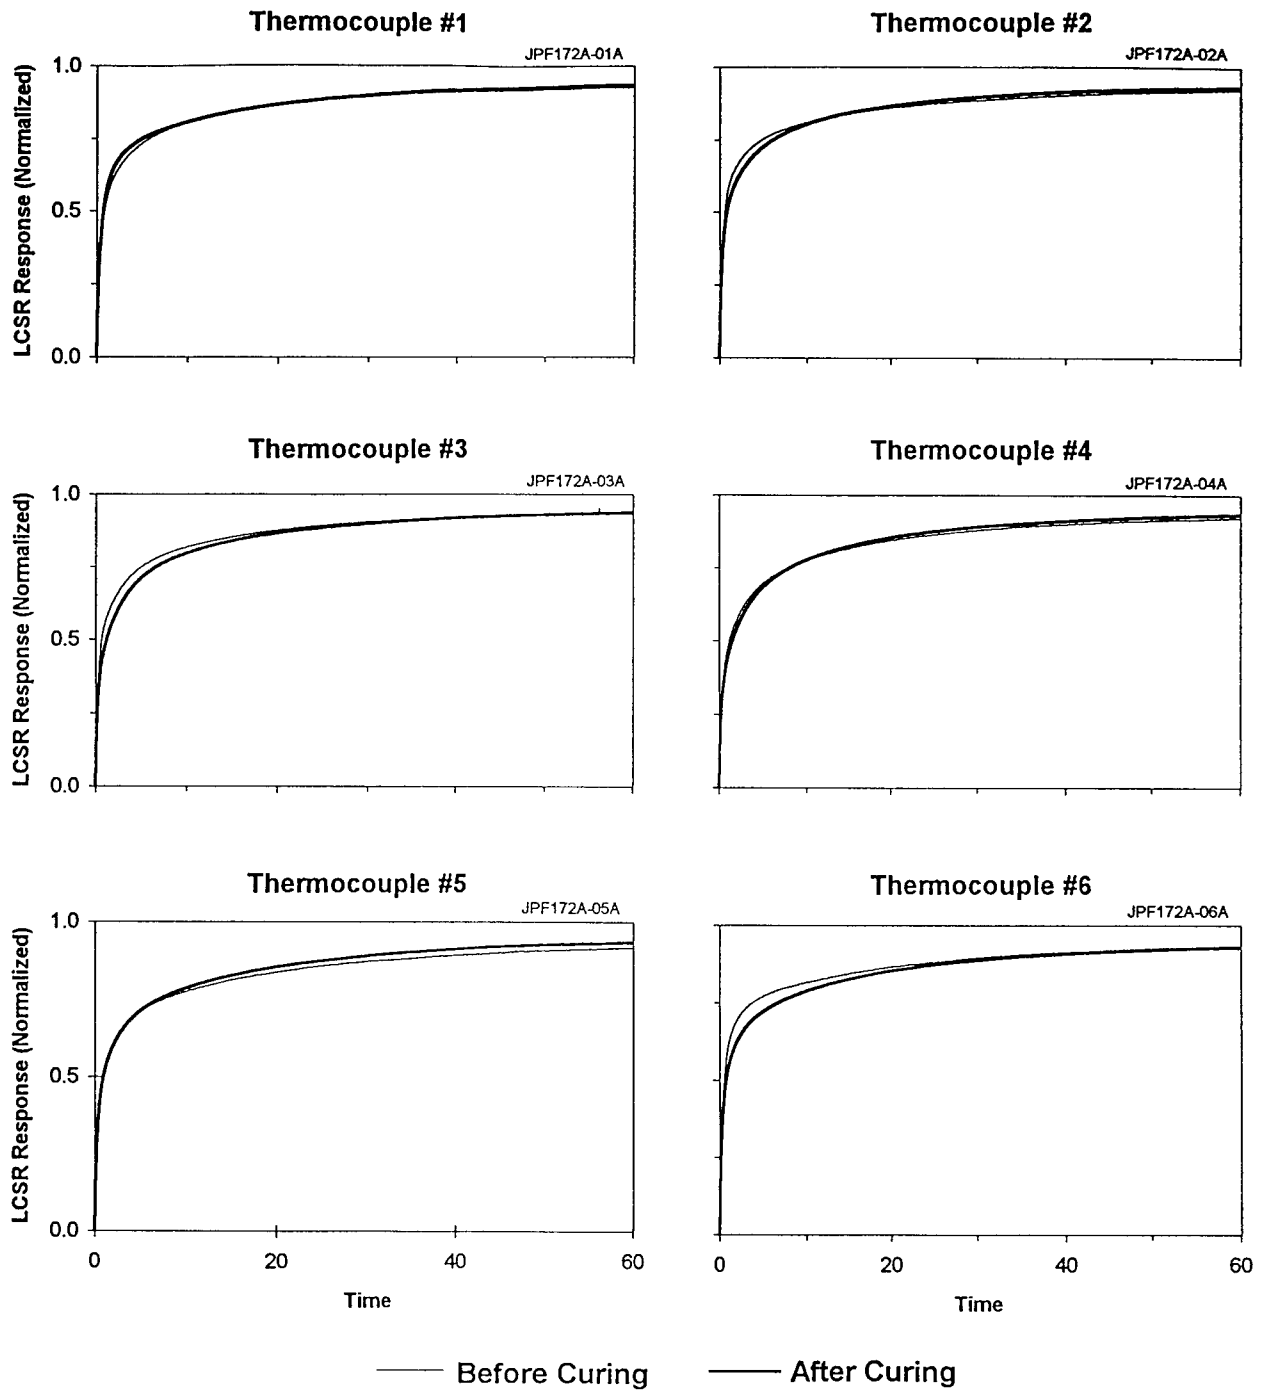 Thermocouple #1
JPF172A-01A
LCSR Response (Normalized)
1.0
0.5
0.0
Thermocouple #2
JPF172A-02A
Thermocouple #3
JPF172A-03A
LCSR Response (Normalized)
1.0
0.5
0.0
Thermocouple #4
JPF172A-04A
Thermocouple #5
JPF172A-05A
LCSR Response (Normalized)
1.0
0.5
0.0
0 20 40 60
Time
Thermocouple #6
JPF172A-06A
0 20 40 60
Time
Before Curing
After Curing